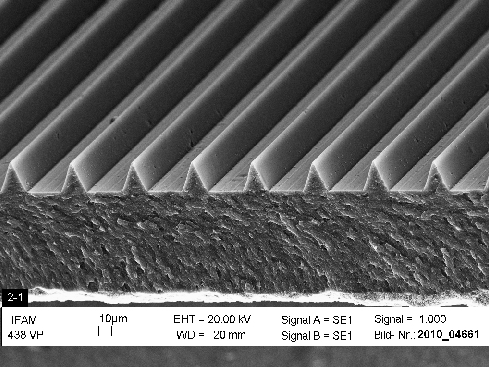 2-1
IFAM 10µm EHT = 20.00 kV Signal A = SE1 Signal = 1.000
438 VP WD = 20 mm Signal B = SE1 Bild- Nr.: 2010_04661